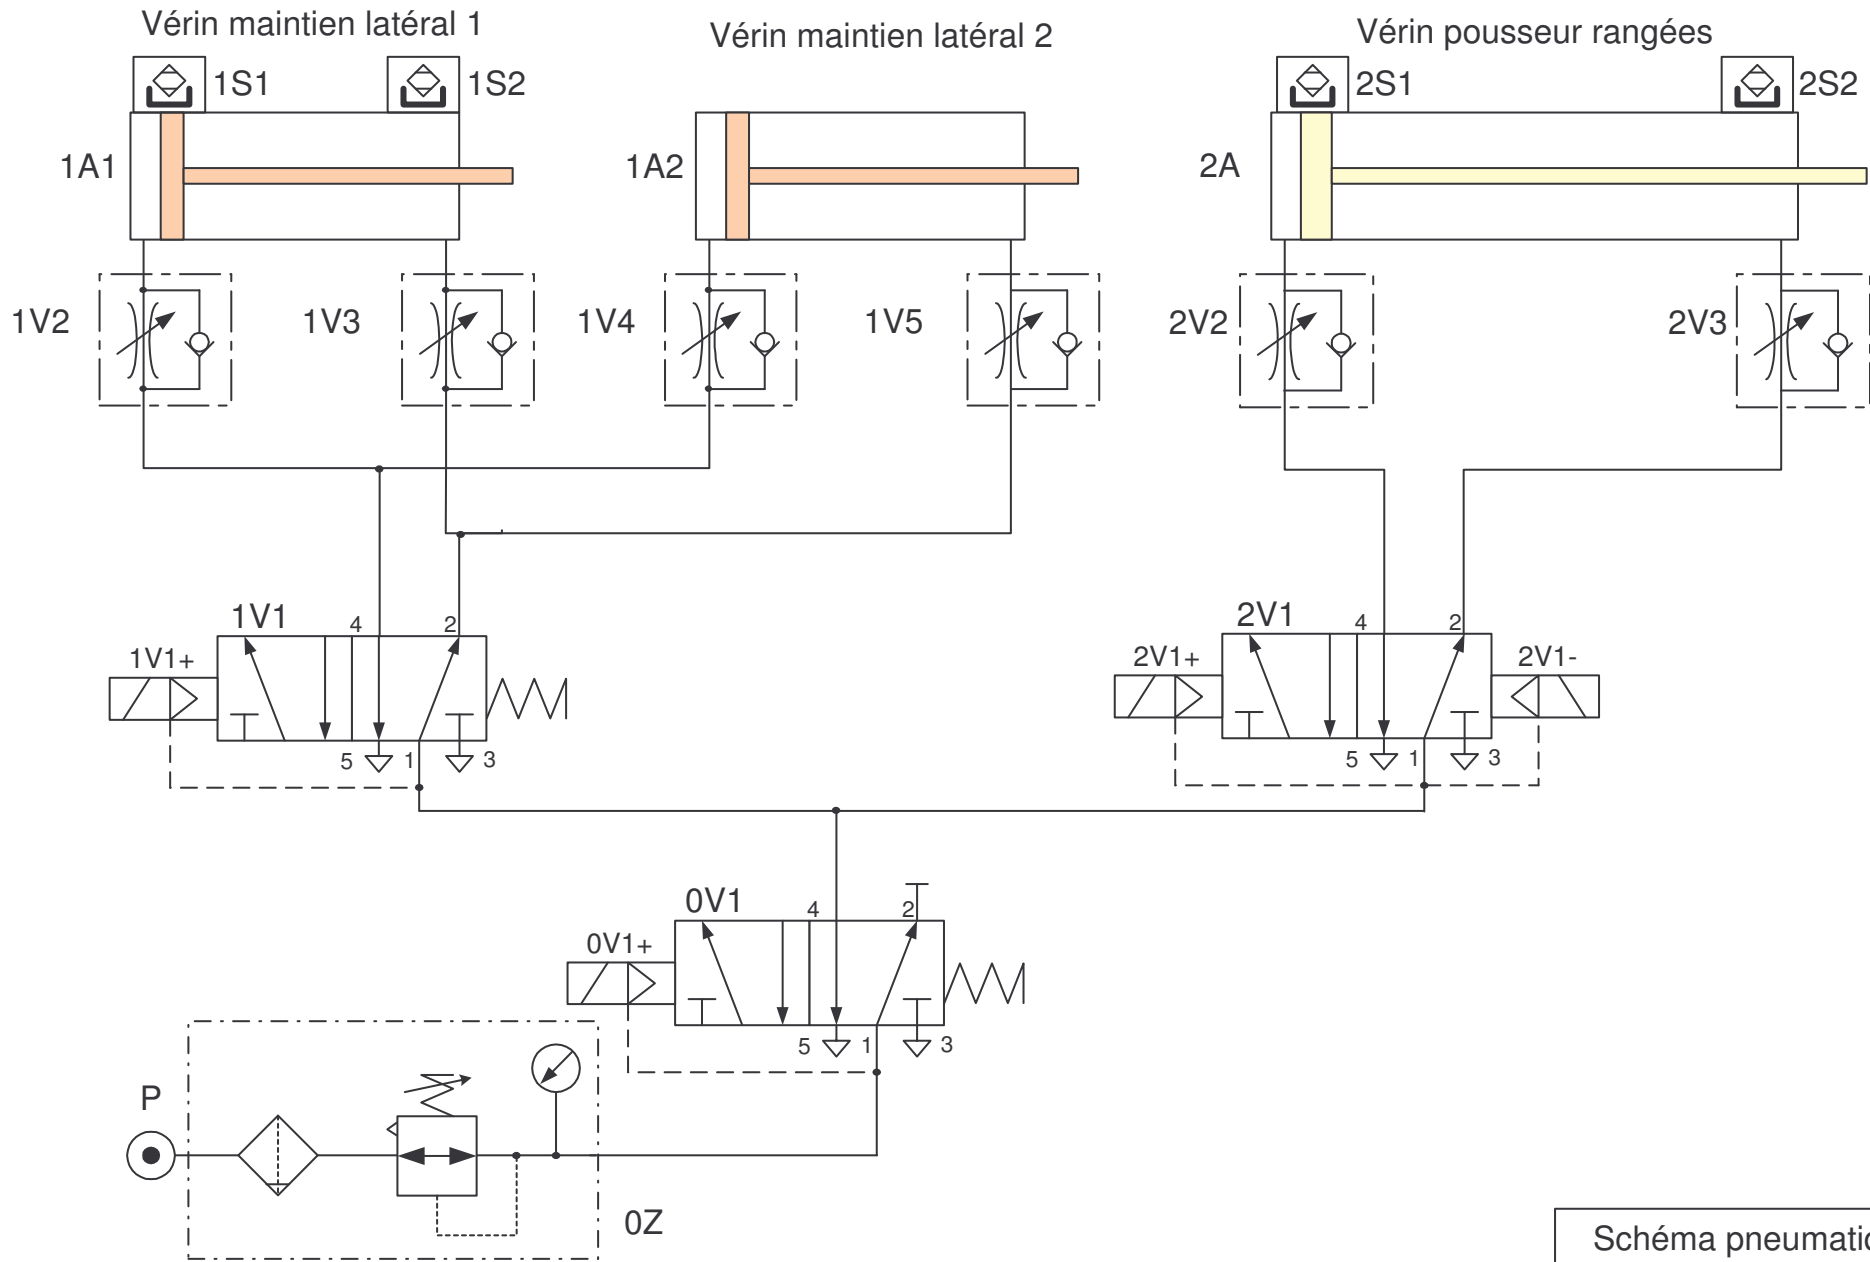 Vérin maintien latéral 1
Vérin maintien latéral 2
Vérin pousseur rangées
1S1
1S2
2S1
2S2
1A1
1A2
2A
1V2
1V3
1V4
1V5
2V2
2V3
1V1
4
2
1V1+
5
1
3
2V1
4
2
2V1+
2V1-
5
1
3
0V1
4
2
0V1+
5
1
3
P
0Z
Schéma pneumatic